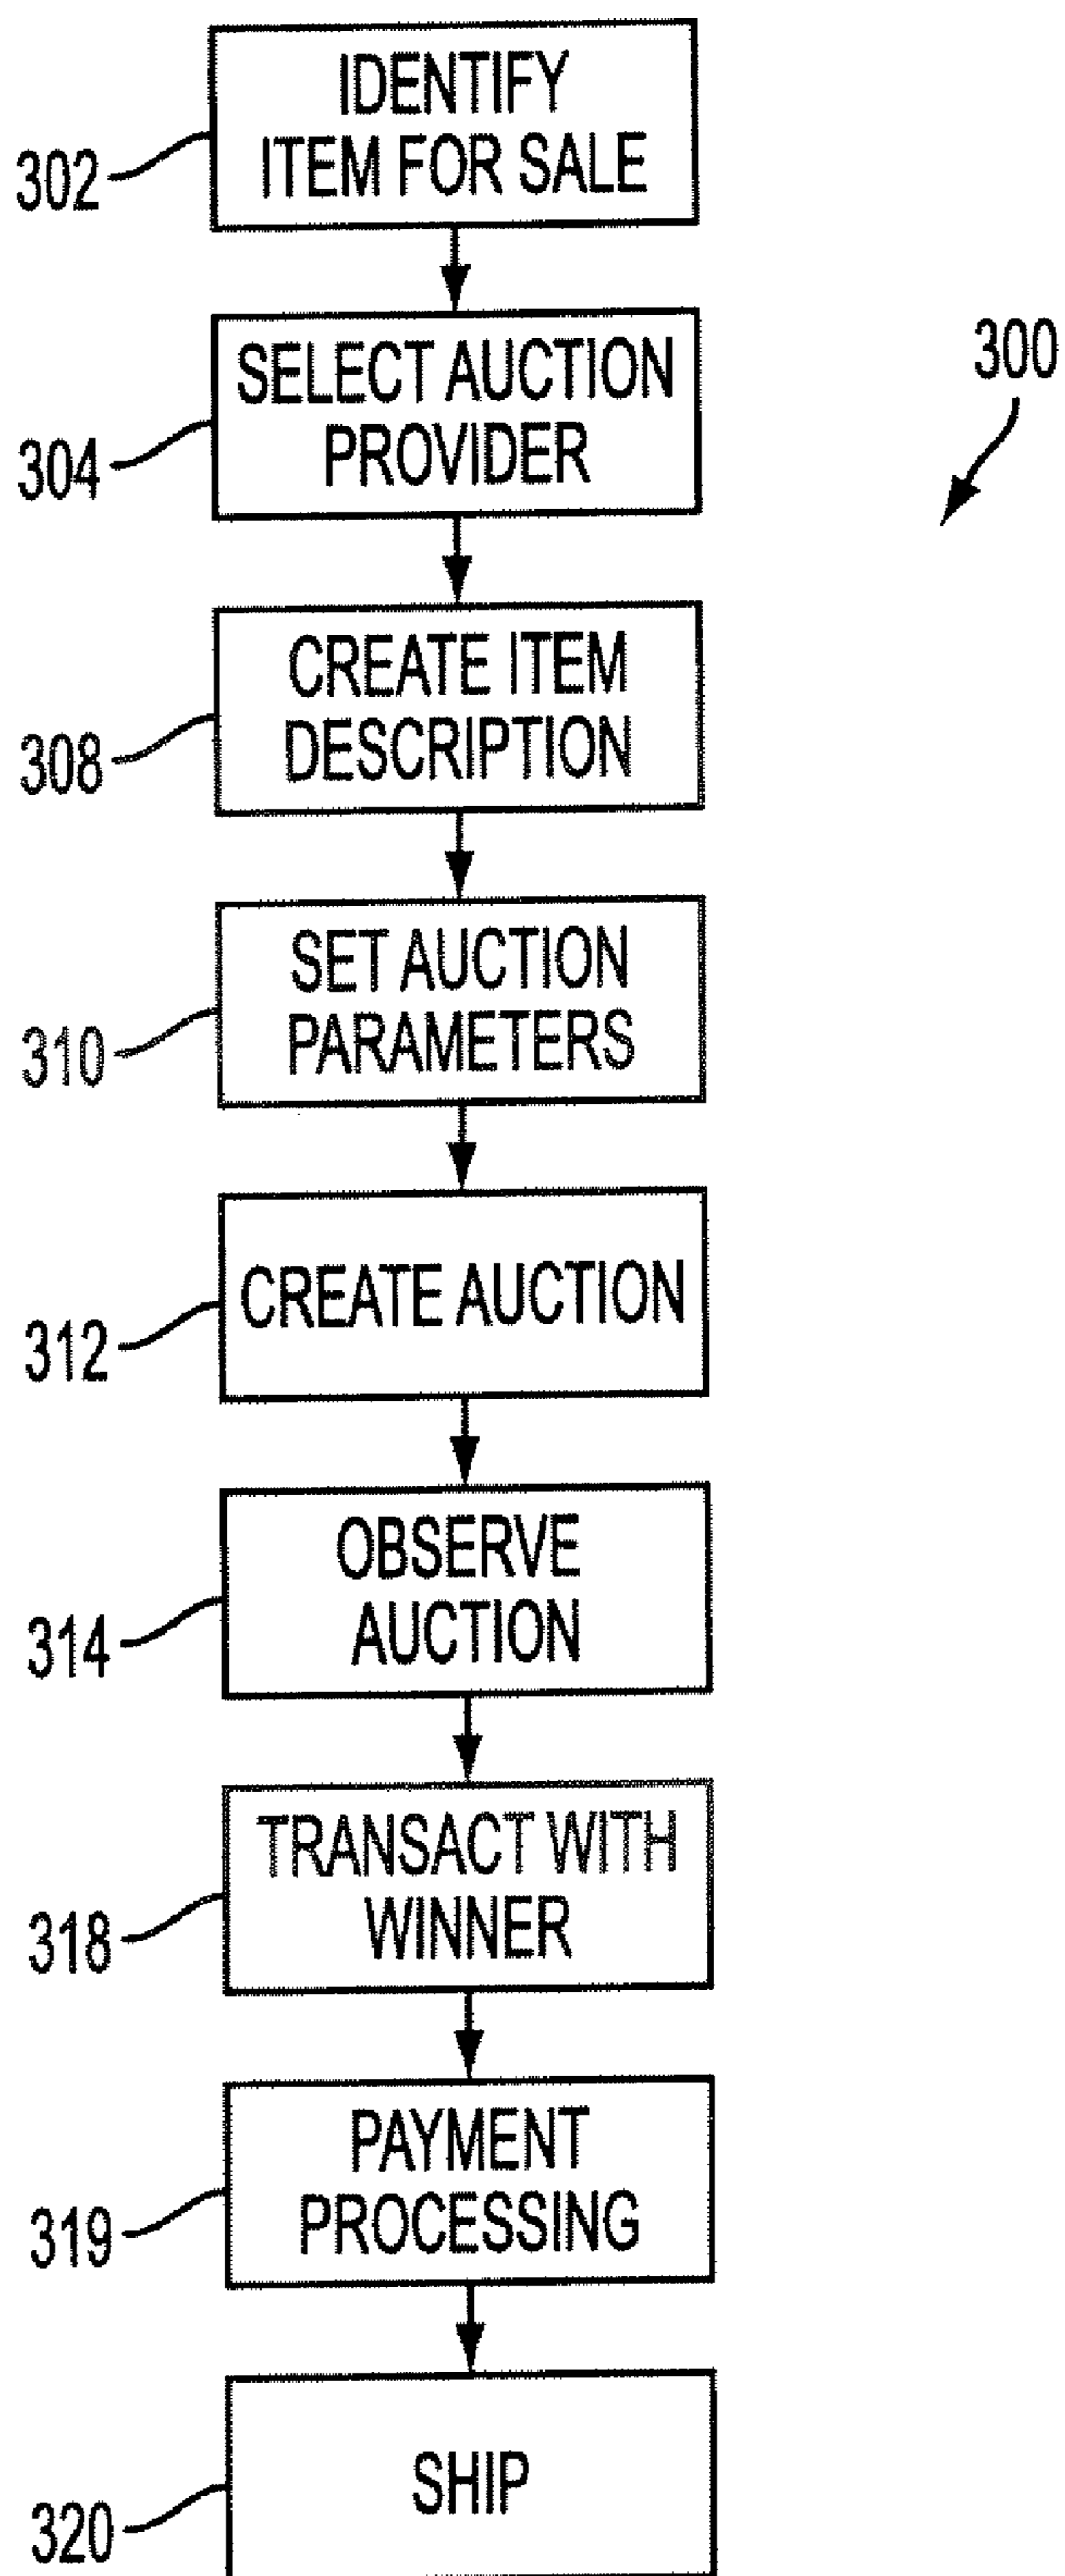 IDENTIFY
ITEM FOR SALE
302
SELECT AUCTION
PROVIDER
304
300
CREATE ITEM
DESCRIPTION
308
SET AUCTION
PARAMETERS
310
CREATE AUCTION
312
OBSERVE
AUCTION
314
TRANSACT WITH
WINNER
318
PAYMENT
PROCESSING
319
SHIP
320